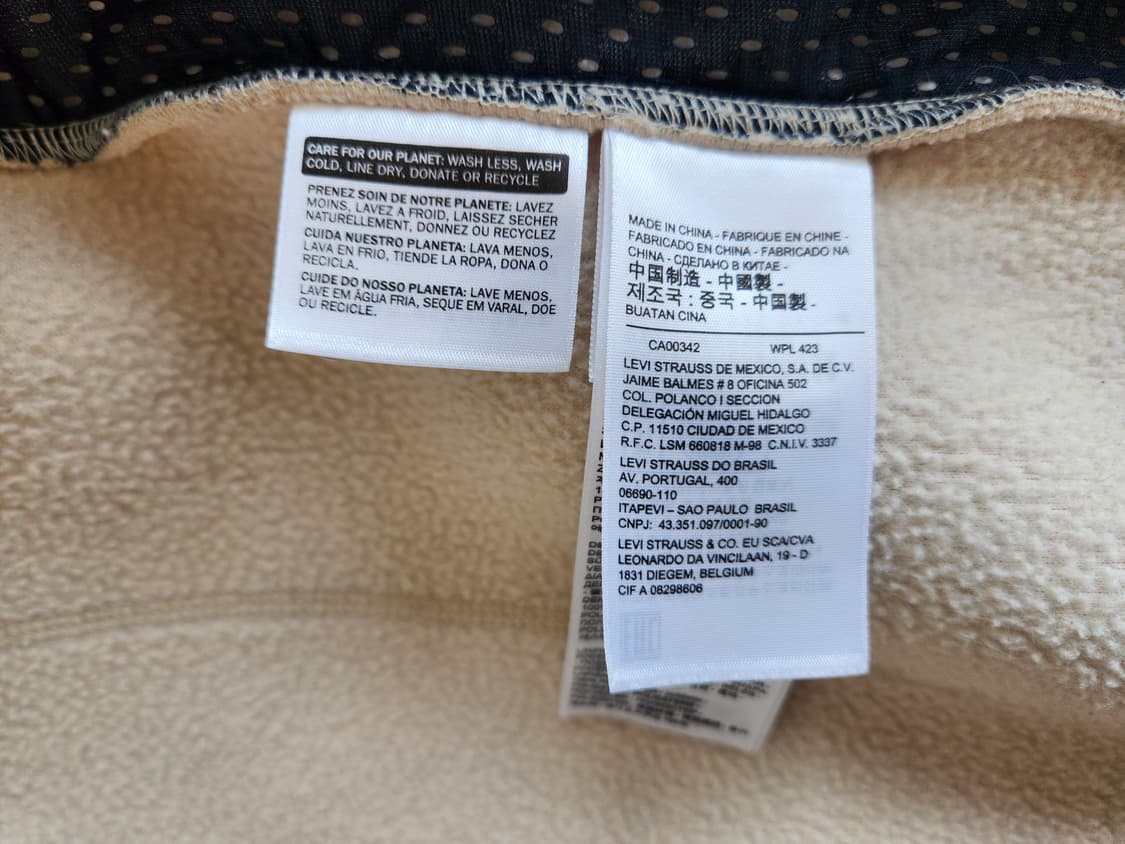 CARE FOR OUR PLANET: WASH LESS, WASH
COLD, LINE DRY, DONATE OR RECYCLE
PRENEZ SOIN DE NOTRE PLANETE: LAVEZ
MOINS, LAVEZ A FROID, LAISSEZ SECHER
NATURELLEMENT, DONNEZ OU RECYCLEZ
CUIDA NUESTRO PLANETA: LAVA MENOS,
LAVA EN FRIO, TIENDE LA ROPA, DONA O
RECICLA.
CUIDE DO NOSSO PLANETA: LAVE MENOS,
LAVE EM ÁGUA FRIA, SEQUE EM VARAL, DOE
OU RECICLE.
MADE IN CHINA - FABRIQUE EN CHINE -
FABRICADO EN CHINA - FABRICADO NA
CHINA - СДЕЛАНО В КИТАЕ -
中国制造 - 中國製 -
제조국 : 중국 - 中国製 -
BUATAN CINA
CA00342 WPL 423
LEVI STRAUSS DE MEXICO, S.A. DE C.V.
JAIME BALMES # 8 OFICINA 502
COL. POLANCO I SECCION
DELEGACIÓN MIGUEL HIDALGO
C.P. 11510 CIUDAD DE MEXICO
R.F.C. LSM 660818 M-98 C.N.I.V. 3337
LEVI STRAUSS DO BRASIL
AV. PORTUGAL, 400
06690-110
ITAPEVI – SAO PAULO BRASIL
CNPJ: 43.351.097/0001-90
LEVI STRAUSS & CO. EU SCA/CVA
LEONARDO DA VINCILAAN, 19 - D
1831 DIEGEM, BELGIUM
CIF A 08298606